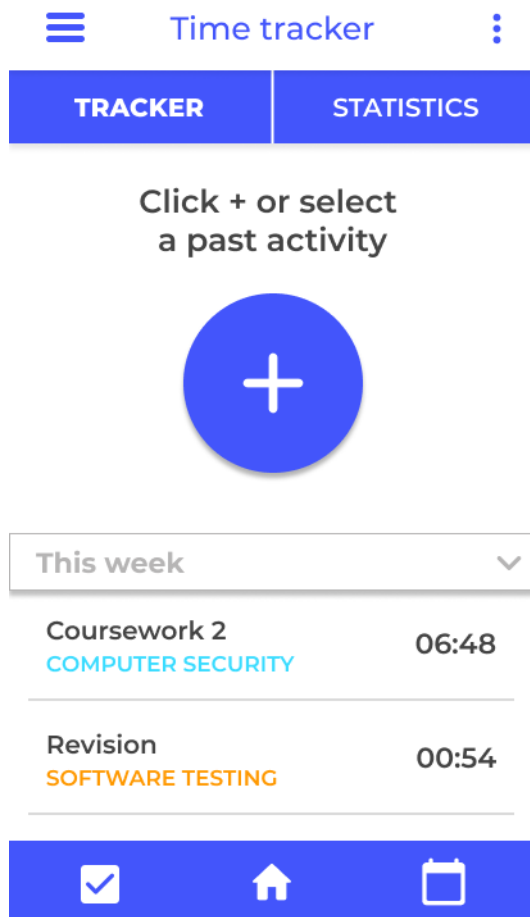 Time tracker
TRACKER
STATISTICS
Click + or select
a past activity
This week
Coursework 2
06:48
COMPUTER SECURITY
Revision
00:54
SOFTWARE TESTING